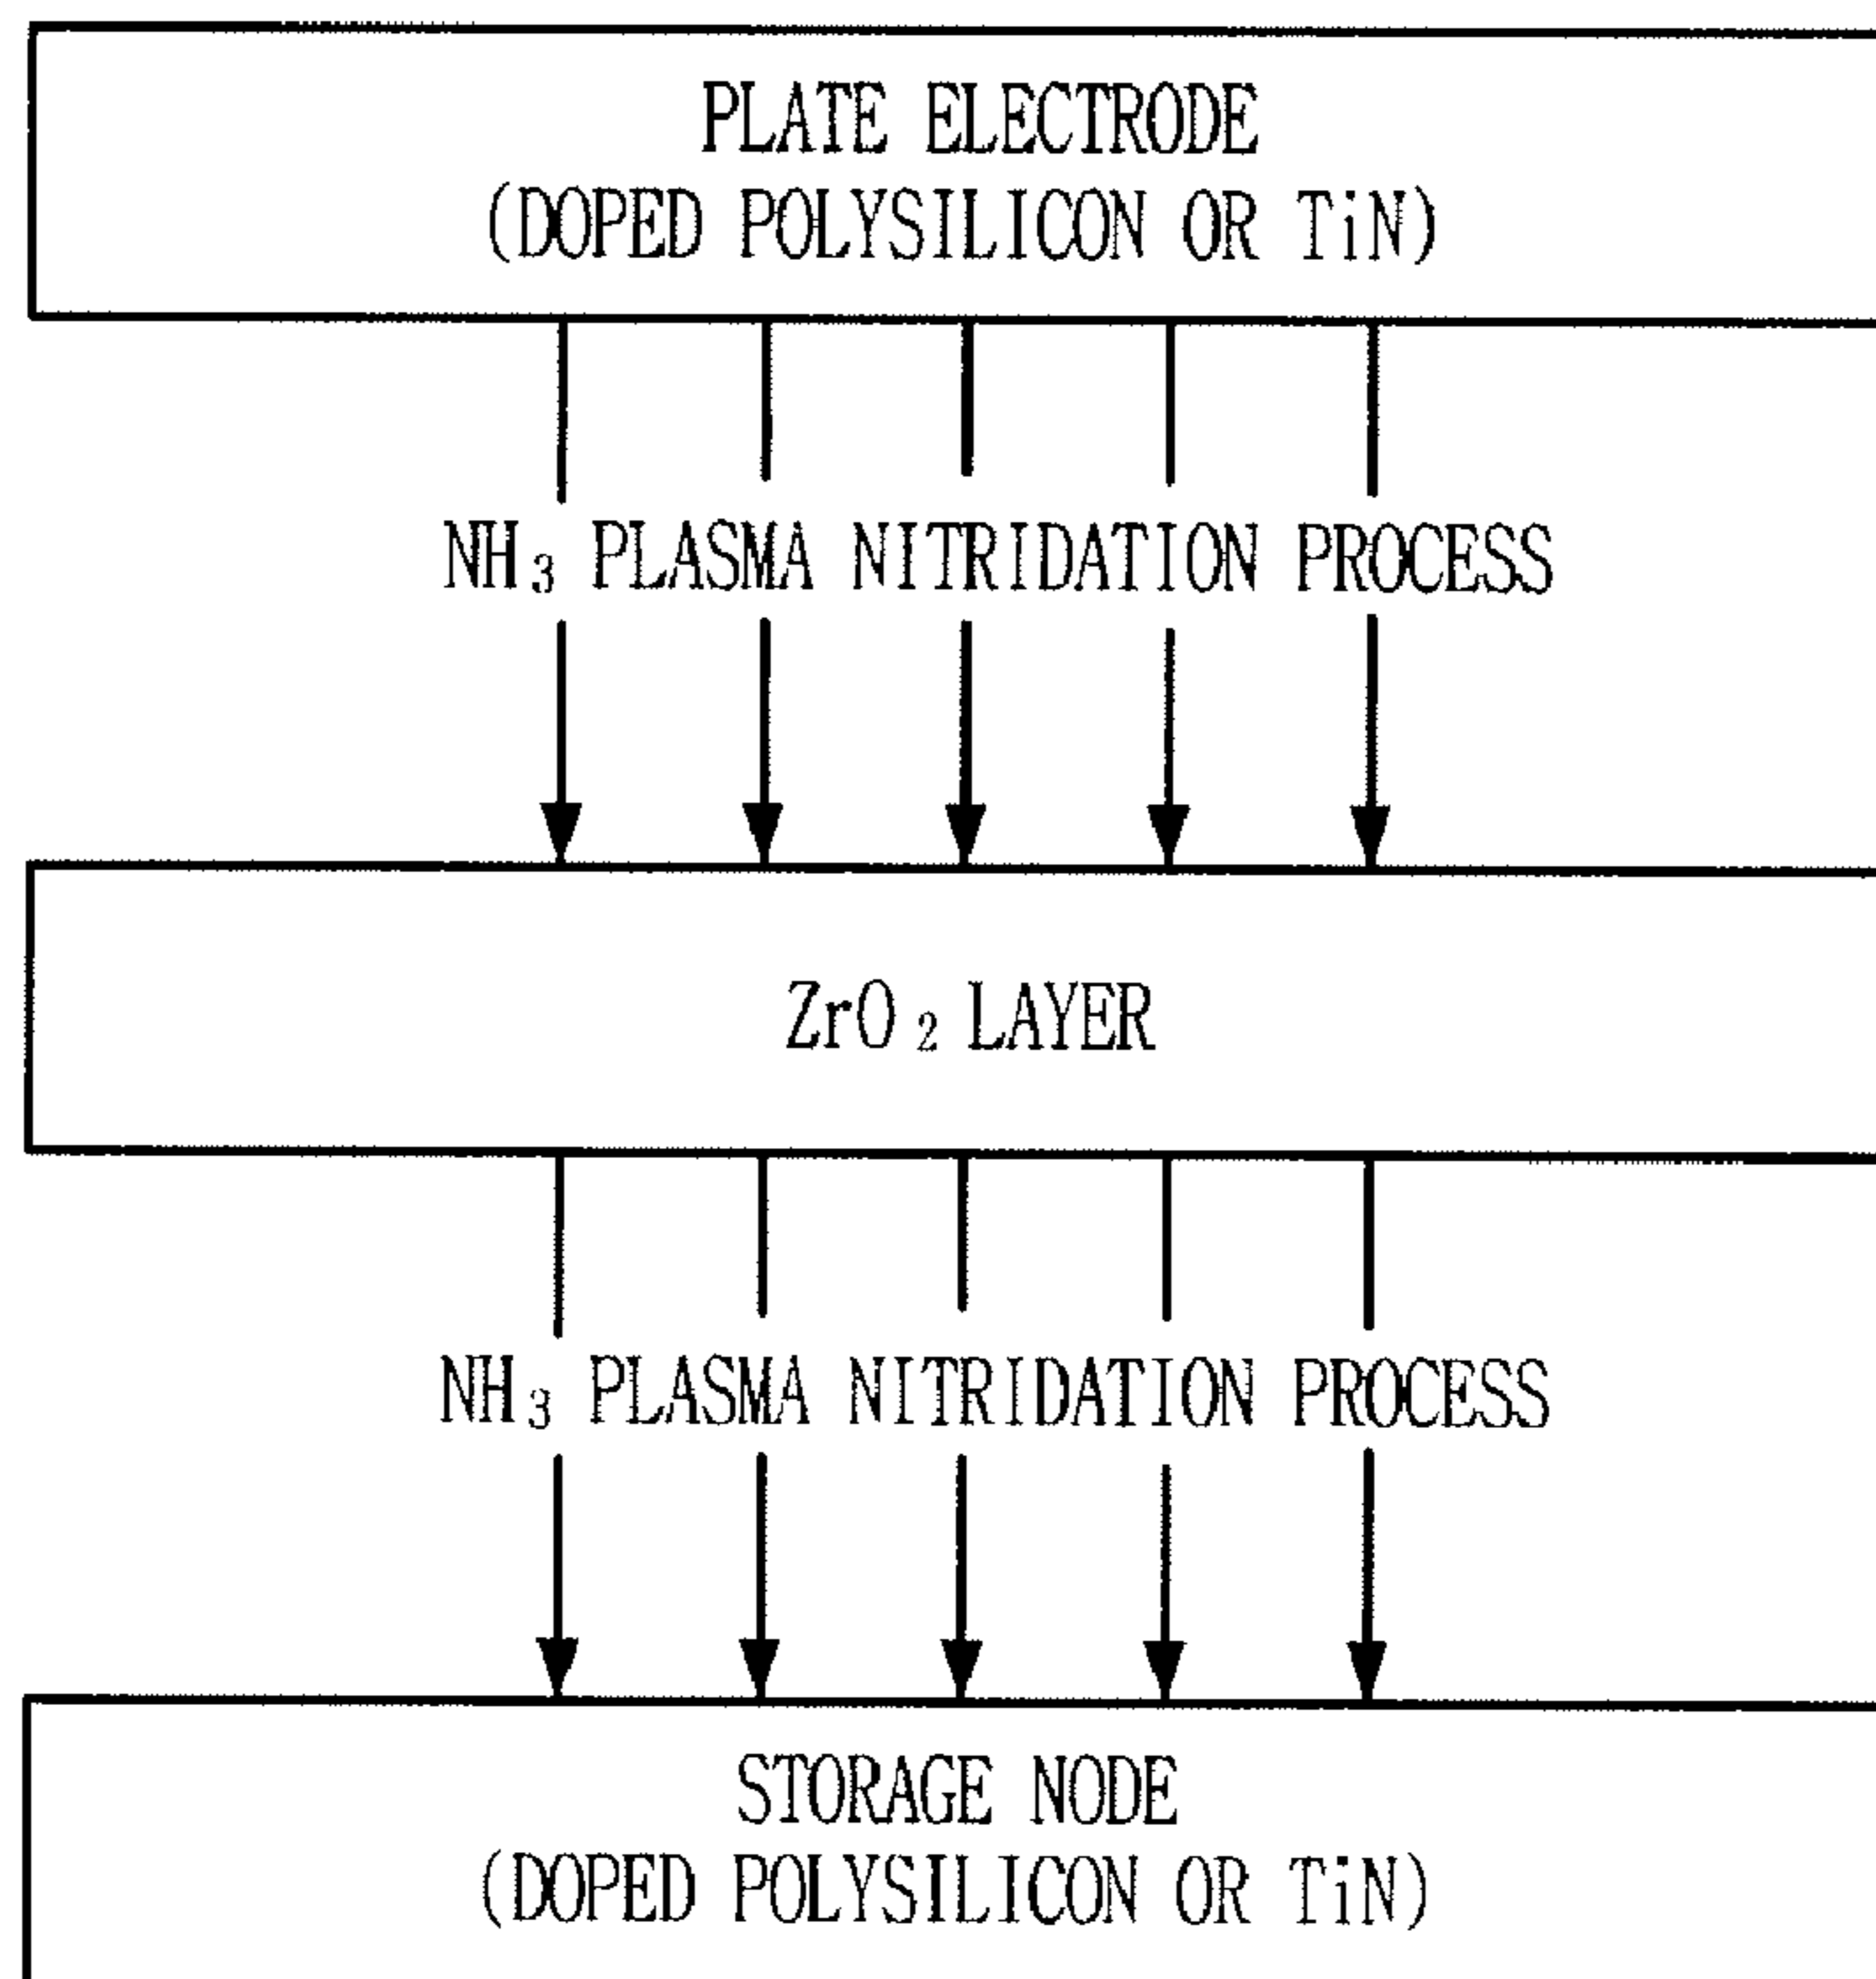 PLATE ELECTRODE
(DOPED POLYSILICON OR TiN)
NH₃ PLASMA NITRIDATION PROCESS
ZrO₂ LAYER
NH₃ PLASMA NITRIDATION PROCESS
STORAGE NODE
(DOPED POLYSILICON OR TiN)